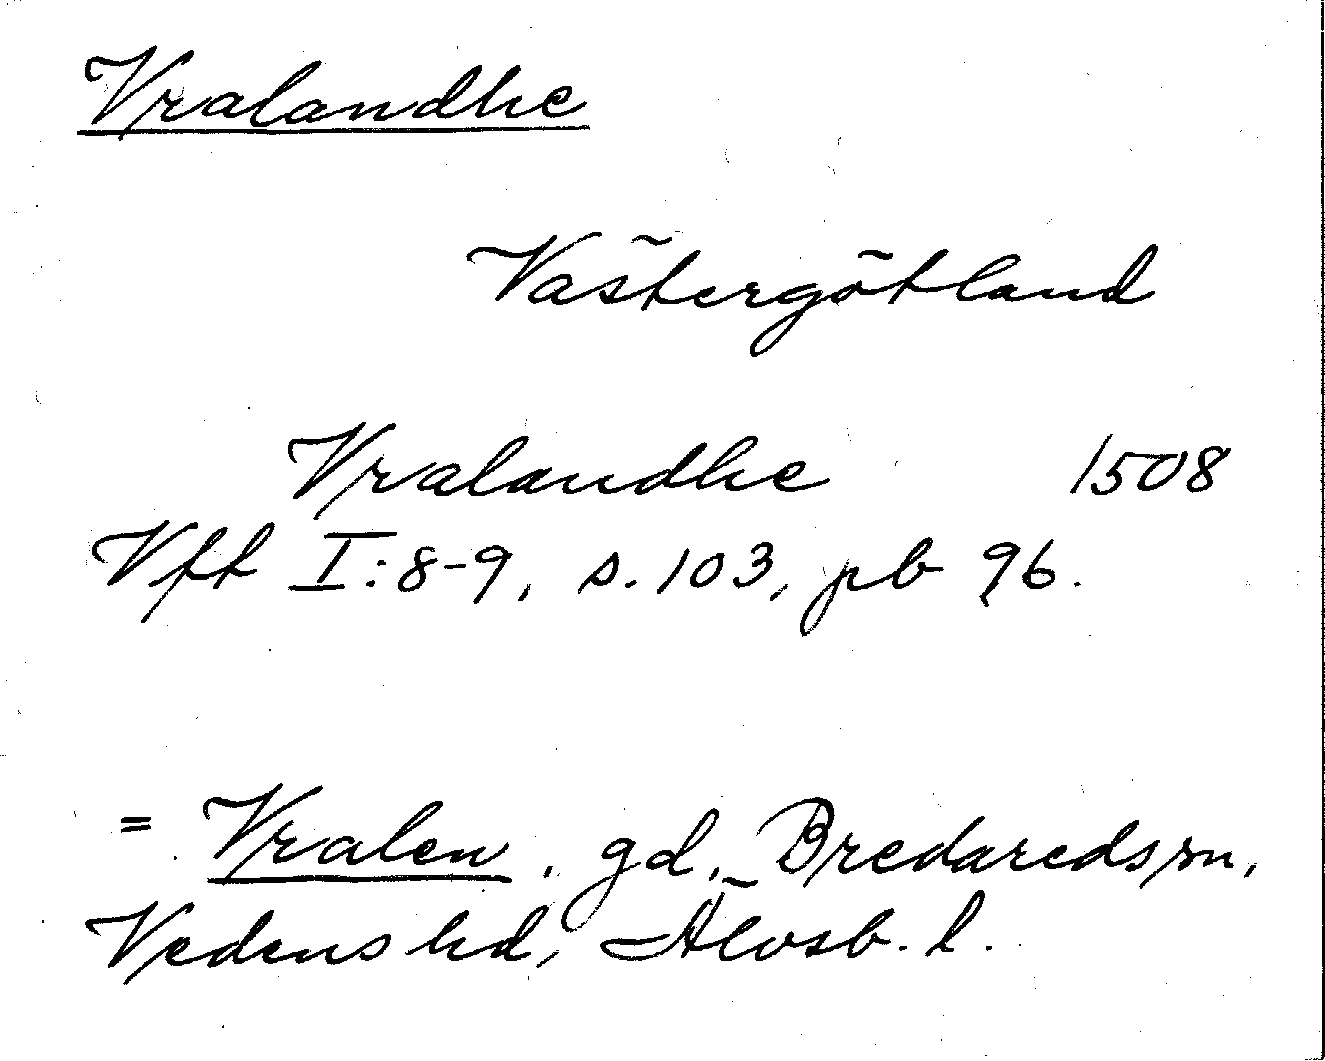 Vralandhe
Västergötland
Vralandhe 1508
Vft I:8-9, s. 103, pb 96.
= Vralen, gd, Bredareds sn,
Vedens hd, Älvsb. l.